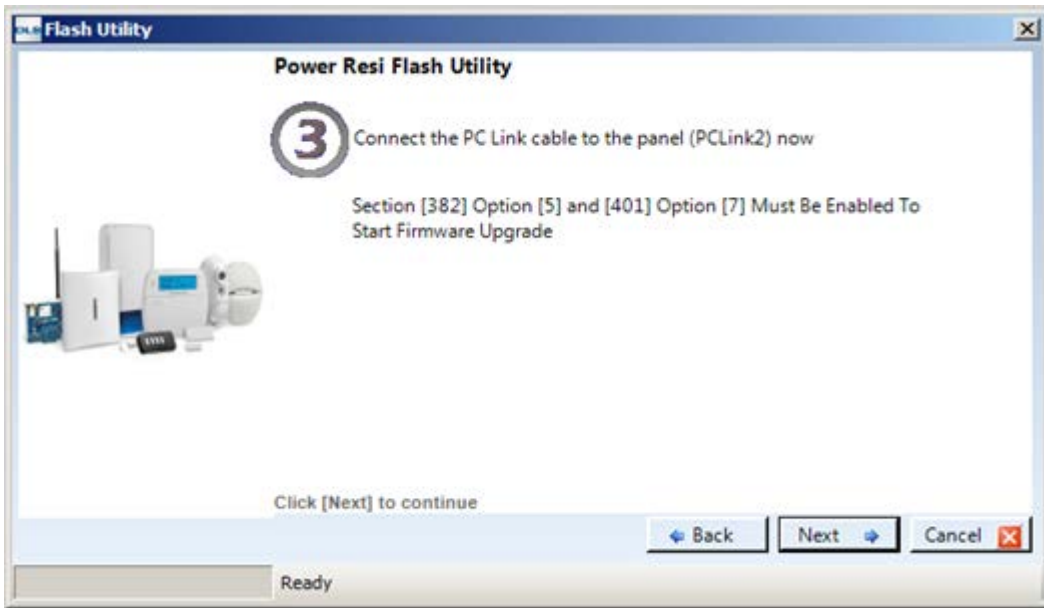 Flash Utility
Power Resi Flash Utility
3
Connect the PC Link cable to the panel (PCLink2) now
Section [382] Option [5] and [401] Option [7] Must Be Enabled To
Start Firmware Upgrade
Click [Next] to continue
Back
Next
Cancel
Ready